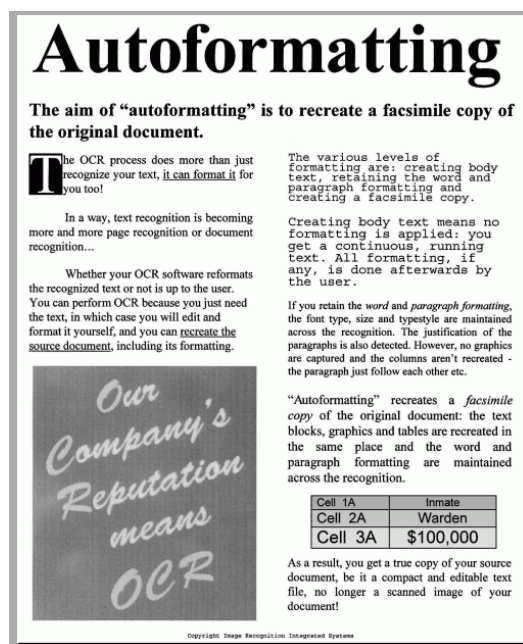 Autoformatting
The aim of “autoformatting” is to recreate a facsimile copy of
the original document.
The OCR process does more than just
recognize your text, it can format it for
you too!
In a way, text recognition is becoming
more and more page recognition or document
recognition...
Whether your OCR software reformats
the recognized text or not is up to the user.
You can perform OCR because you just need
the text, in which case you will edit and
format it yourself, and you can recreate the
source document, including its formatting.
Our
Company's
Reputation
means
OCR
The various levels of
formatting are: creating body
text, retaining the word and
paragraph formatting and
creating a facsimile copy.
Creating body text means no
formatting is applied: you
get a continuous, running
text. All formatting, if
any, is done afterwards by
the user.
If you retain the word and paragraph formatting,
the font type, size and typestyle are maintained
across the recognition. The justification of the
paragraphs is also detected. However, no graphics
are captured and the columns aren't recreated -
the paragraph just follow each other etc.
“Autoformatting” recreates a facsimile
copy of the original document: the text
blocks, graphics and tables are recreated in
the same place and the word and
paragraph formatting are maintained
across the recognition.
Cell 1A Inmate
Cell 2A Warden
Cell 3A $100,000
As a result, you get a true copy of your source
document, be it a compact and editable text
file, no longer a scanned image of your
document!
Copyright Image Recognition Integrated Systems